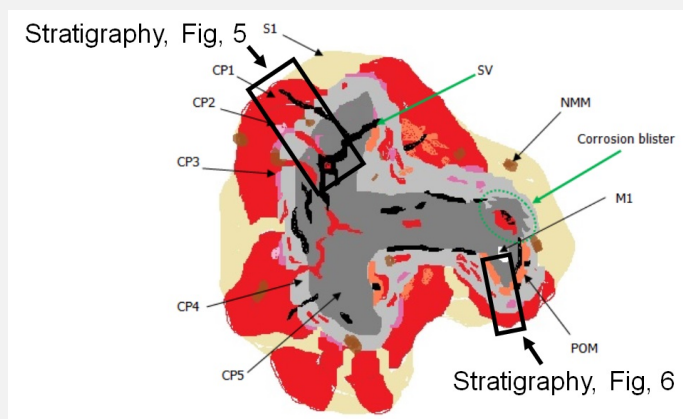 Stratigraphy, Fig, 5
S1
CP1
SV
CP2
NMM
Corrosion blister
CP3
M1
CP4
POM
CP5
Stratigraphy, Fig, 6